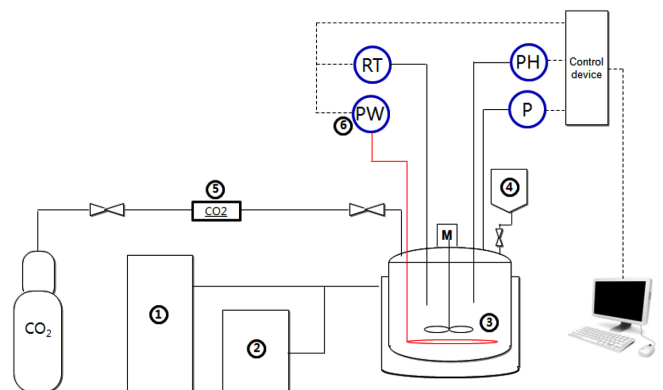 RT
PH
Control
device
PW
P
⑥
⑤
④
CO2
M
①
③
CO₂
②